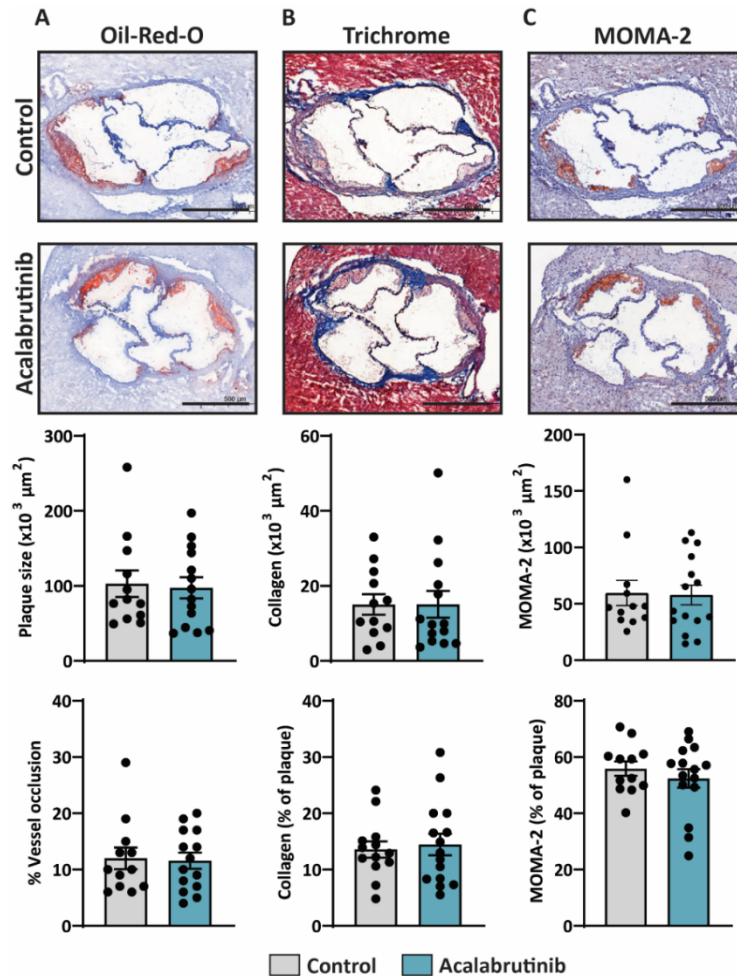 A
B
C
Oil-Red-O
Trichrome
MOMA-2
Control
Acalabrutinib
500 µm
Plaque size (x10³ µm²)
300
200
100
0
Collagen (x10³ µm²)
60
40
20
0
MOMA-2 (x10³ µm²)
200
150
100
50
0
% Vessel occlusion
40
30
20
10
0
Collagen (% of plaque)
40
30
20
10
0
MOMA-2 (% of plaque)
80
60
40
20
0
Control
Acalabrutinib